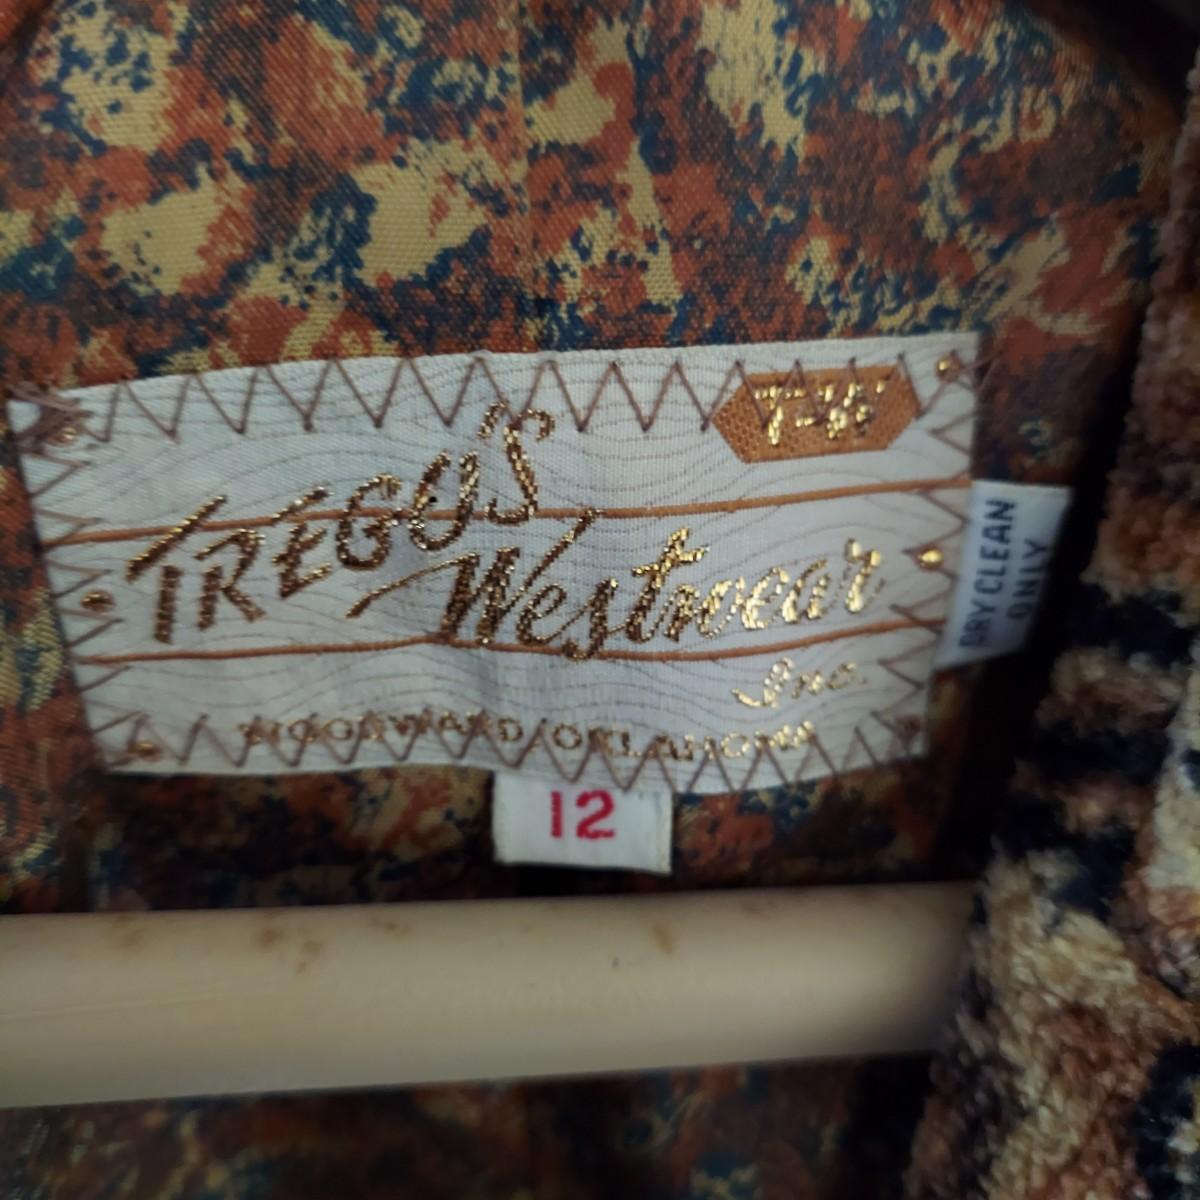 T-W
TREGO'S
Westwear
Inc.
WOODWARD, OKLAHOMA
DRY CLEAN
ONLY
12